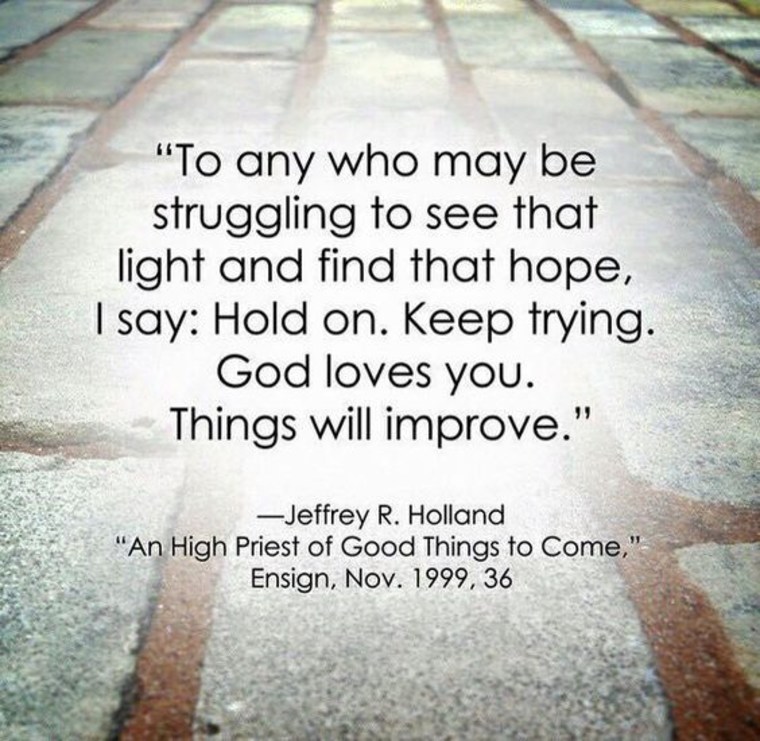 “To any who may be
struggling to see that
light and find that hope,
I say: Hold on. Keep trying.
God loves you.
Things will improve.”
—Jeffrey R. Holland
“An High Priest of Good Things to Come,”
Ensign, Nov. 1999, 36